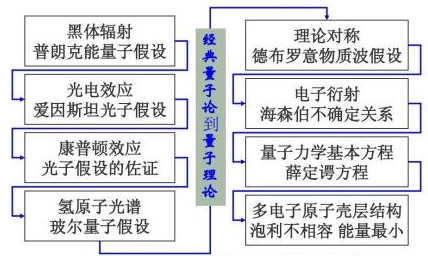 黑体辐射
普朗克能量子假设
光电效应
爱因斯坦光子假设
康普顿效应
光子假设的佐证
氢原子光谱
玻尔量子假设
经典量子论到量子理论
理论对称
德布罗意物质波假设
电子衍射
海森伯不确定关系
量子力学基本方程
薛定谔方程
多电子原子壳层结构
泡利不相容 能量最小